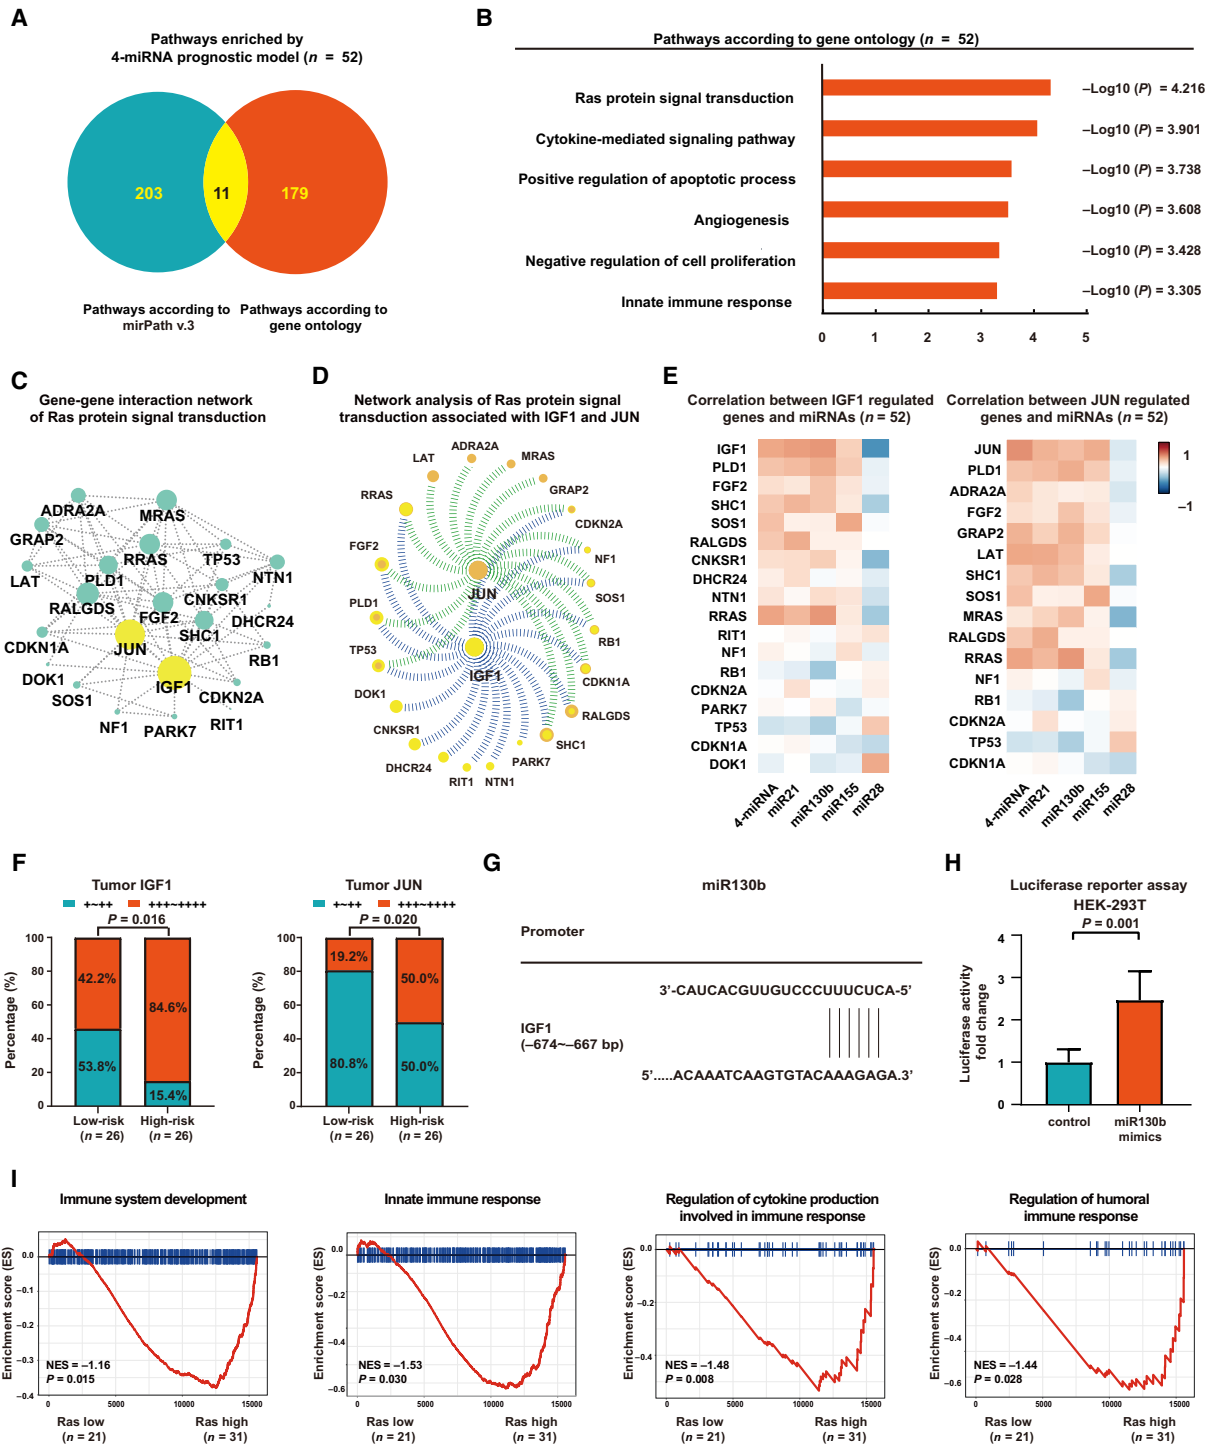 A
Pathways enriched by
4-miRNA prognostic model (n = 52)
203
11
179
Pathways according to
mirPath v.3
Pathways according to
gene ontology
B
Pathways according to gene ontology (n = 52)
Ras protein signal transduction
–Log10 (P) = 4.216
Cytokine-mediated signaling pathway
–Log10 (P) = 3.901
Positive regulation of apoptotic process
–Log10 (P) = 3.738
Angiogenesis
–Log10 (P) = 3.608
Negative regulation of cell proliferation
–Log10 (P) = 3.428
Innate immune response
–Log10 (P) = 3.305
0 1 2 3 4 5
C
Gene-gene interaction network
of Ras protein signal transduction
ADRA2A
MRAS
GRAP2
RRAS
TP53
LAT
PLD1
NTN1
RALGDS
CNKSR1
FGF2
DHCR24
SHC1
CDKN1A
JUN
RB1
DOK1
IGF1
SOS1
CDKN2A
NF1
PARK7
RIT1
D
Network analysis of Ras protein signal
transduction associated with IGF1 and JUN
ADRA2A
LAT
MRAS
GRAP2
RRAS
CDKN2A
FGF2
NF1
JUN
SOS1
PLD1
RB1
TP53
IGF1
CDKN1A
DOK1
RALGDS
CNKSR1
SHC1
DHCR24
PARK7
RIT1
NTN1
E
Correlation between IGF1 regulated
genes and miRNAs (n = 52)
IGF1
PLD1
FGF2
SHC1
SOS1
RALGDS
CNKSR1
DHCR24
NTN1
RRAS
RIT1
NF1
RB1
CDKN2A
PARK7
TP53
CDKN1A
DOK1
4-miRNA
miR21
miR130b
miR155
miR28
Correlation between JUN regulated
genes and miRNAs (n = 52)
JUN
PLD1
ADRA2A
FGF2
GRAP2
LAT
SHC1
SOS1
MRAS
RALGDS
RRAS
NF1
RB1
CDKN2A
TP53
CDKN1A
4-miRNA
miR21
miR130b
miR155
miR28
1
–1
F
Tumor IGF1
+~++ +++~++++
P = 0.016
Percentage (%)
100
80
60
40
20
0
42.2%
53.8%
84.6%
15.4%
Low-risk
(n = 26)
High-risk
(n = 26)
Tumor JUN
+~++ +++~++++
P = 0.020
Percentage (%)
100
80
60
40
20
0
19.2%
80.8%
50.0%
50.0%
Low-risk
(n = 26)
High-risk
(n = 26)
G
miR130b
Promoter
3’-CAUCACGUUGUCCCUUUCUCA-5’
IGF1
(–674~–667 bp)
5’.....ACAAATCAAGTGTACAAAGAGA.3’
H
Luciferase reporter assay
HEK-293T
P = 0.001
Luciferase activity
fold change
4
3
2
1
0
control
miR130b
mimics
I
Immune system development
Enrichment score (ES)
0.0
–0.1
–0.2
–0.3
–0.4
NES = –1.16
P = 0.015
0 5000 10000 15000
Ras low
(n = 21)
Ras high
(n = 31)
Innate immune response
Enrichment score (ES)
0.0
–0.2
–0.4
–0.6
NES = –1.53
P = 0.030
0 5000 10000 15000
Ras low
(n = 21)
Ras high
(n = 31)
Regulation of cytokine production
involved in immune response
Enrichment score (ES)
0.0
–0.2
–0.4
NES = –1.48
P = 0.008
0 5000 10000 15000
Ras low
(n = 21)
Ras high
(n = 31)
Regulation of humoral
immune response
Enrichment score (ES)
0.0
–0.2
–0.4
–0.6
NES = –1.44
P = 0.028
0 5000 10000 15000
Ras low
(n = 21)
Ras high
(n = 31)